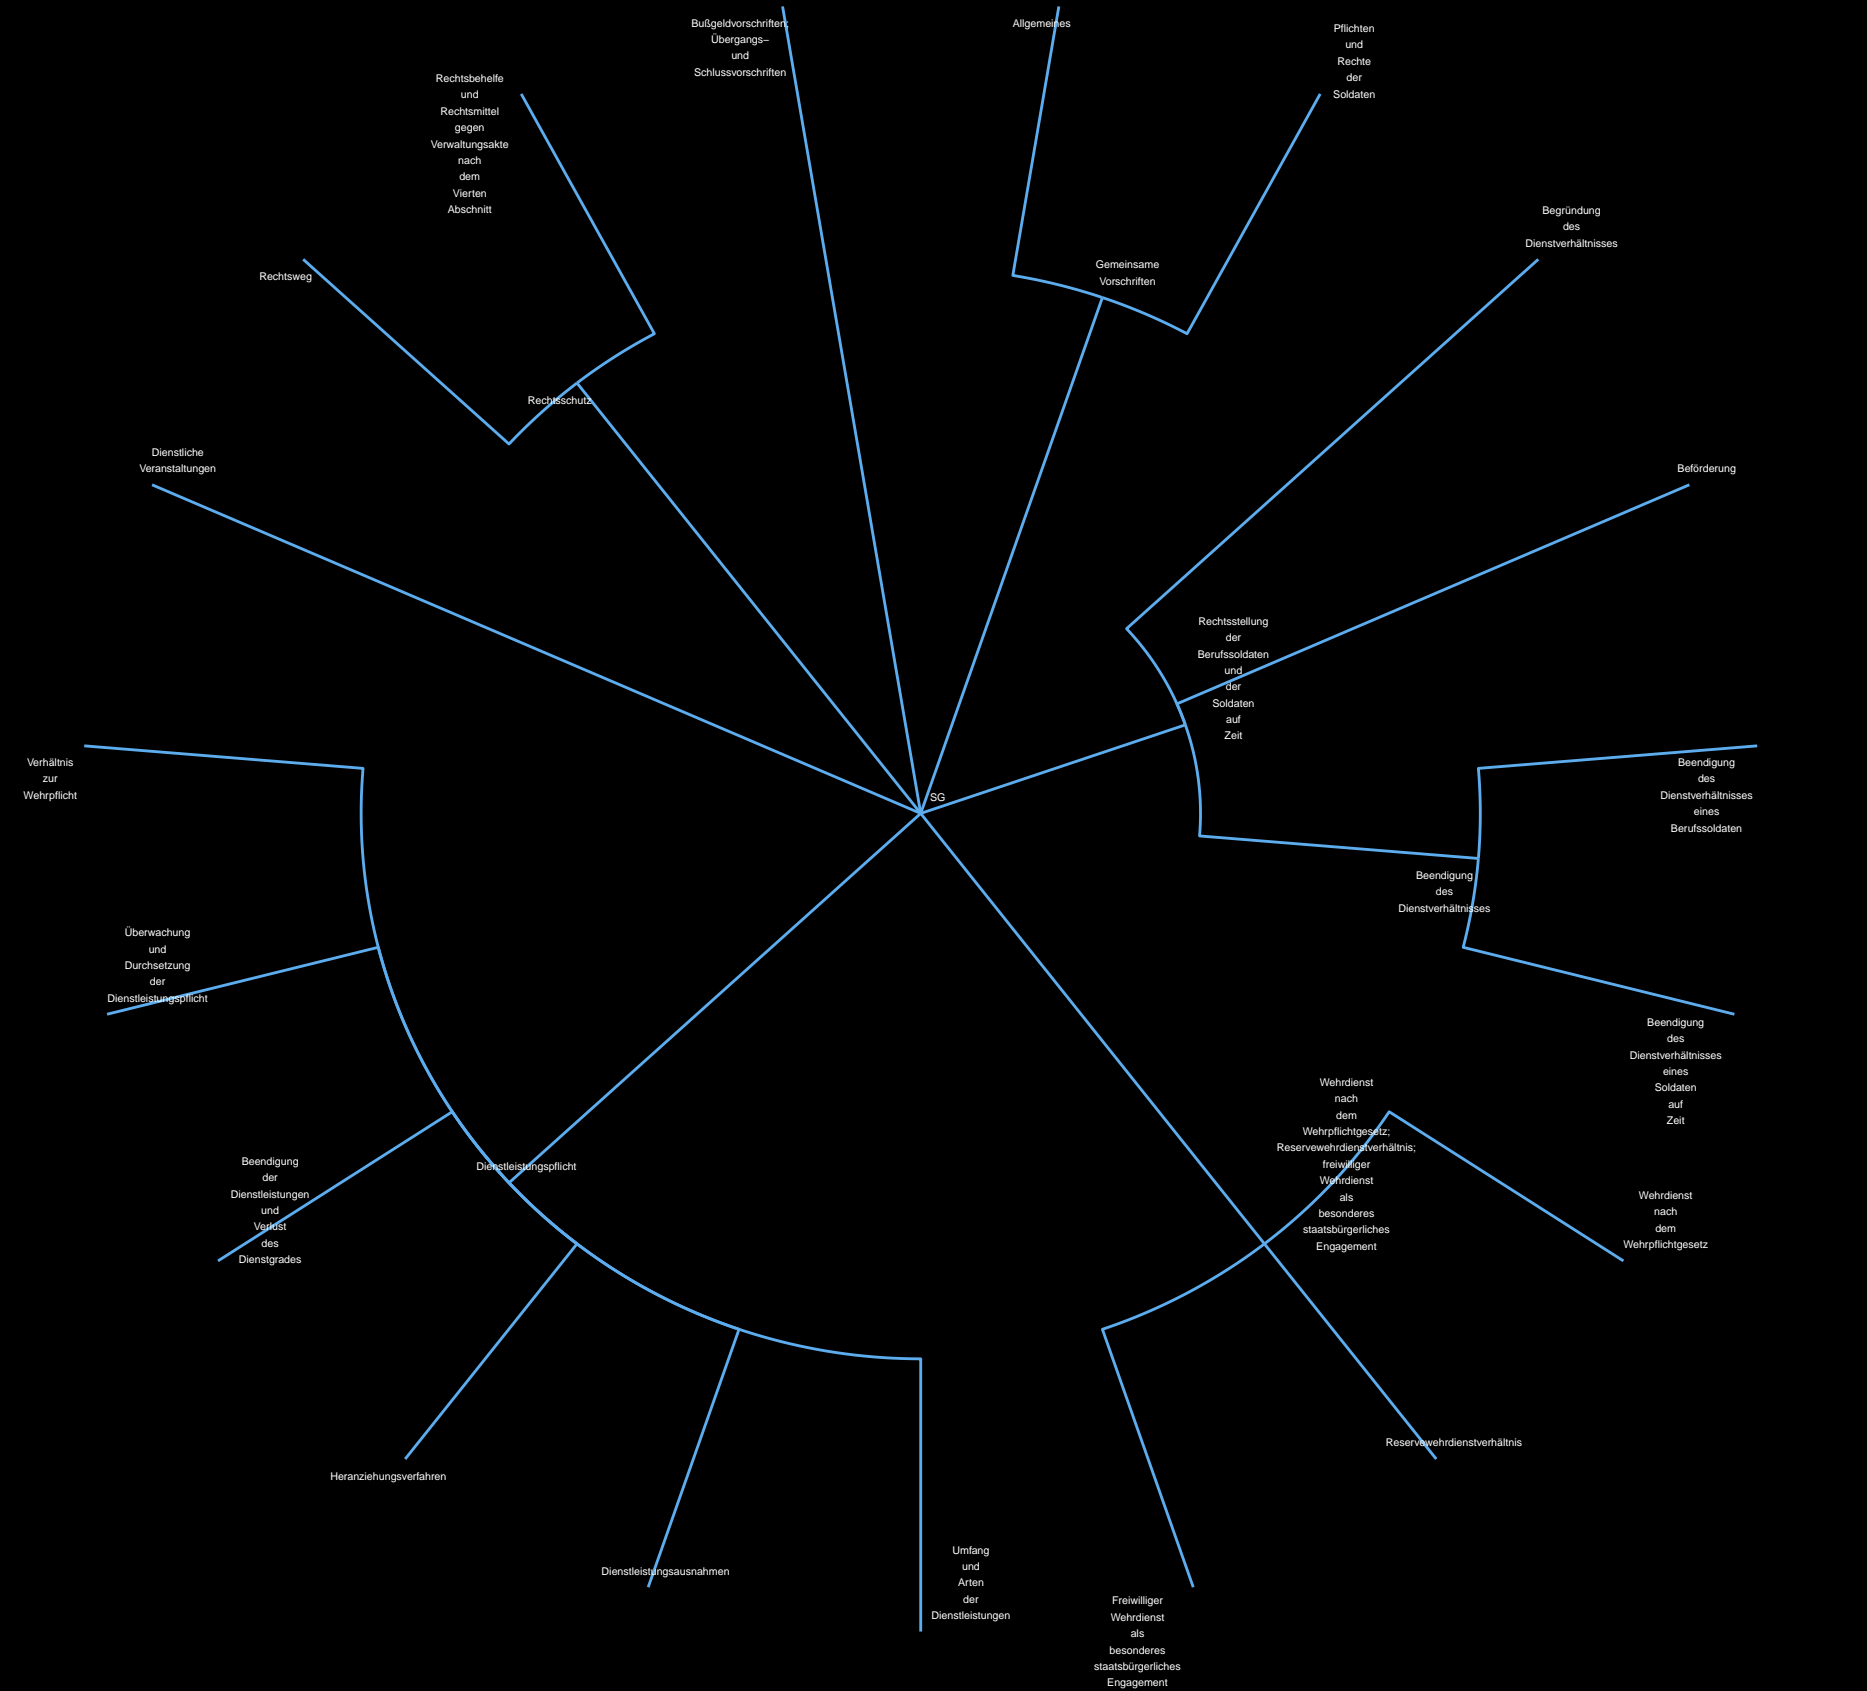 Bußgeldvorschriften;
Übergangs–
und
Schlussvorschriften
Allgemeines
Pflichten
und
Rechte
der
Soldaten
Rechtsbehelfe
und
Rechtsmittel
gegen
Verwaltungsakte
nach
dem
Vierten
Abschnitt
Begründung
des
Dienstverhältnisses
Rechtsweg
Gemeinsame
Vorschriften
Rechtsschutz
Dienstliche
Veranstaltungen
Beförderung
Rechtsstellung
der
Berufssoldaten
und
der
Soldaten
auf
Zeit
Verhältnis
zur
Wehrpflicht
SG
Beendigung
des
Dienstverhältnisses
eines
Berufssoldaten
Beendigung
des
Dienstverhältnisses
Überwachung
und
Durchsetzung
der
Dienstleistungspflicht
Beendigung
des
Dienstverhältnisses
eines
Soldaten
auf
Zeit
Wehrdienst
nach
dem
Wehrpflichtgesetz;
Reservewehrdienstverhältnis;
freiwilliger
Wehrdienst
als
besonderes
staatsbürgerliches
Engagement
Beendigung
der
Dienstleistungen
und
Verlust
des
Dienstgrades
Dienstleistungspflicht
Wehrdienst
nach
dem
Wehrpflichtgesetz
Reservewehrdienstverhältnis
Heranziehungsverfahren
Dienstleistungsausnahmen
Umfang
und
Arten
der
Dienstleistungen
Freiwilliger
Wehrdienst
als
besonderes
staatsbürgerliches
Engagement